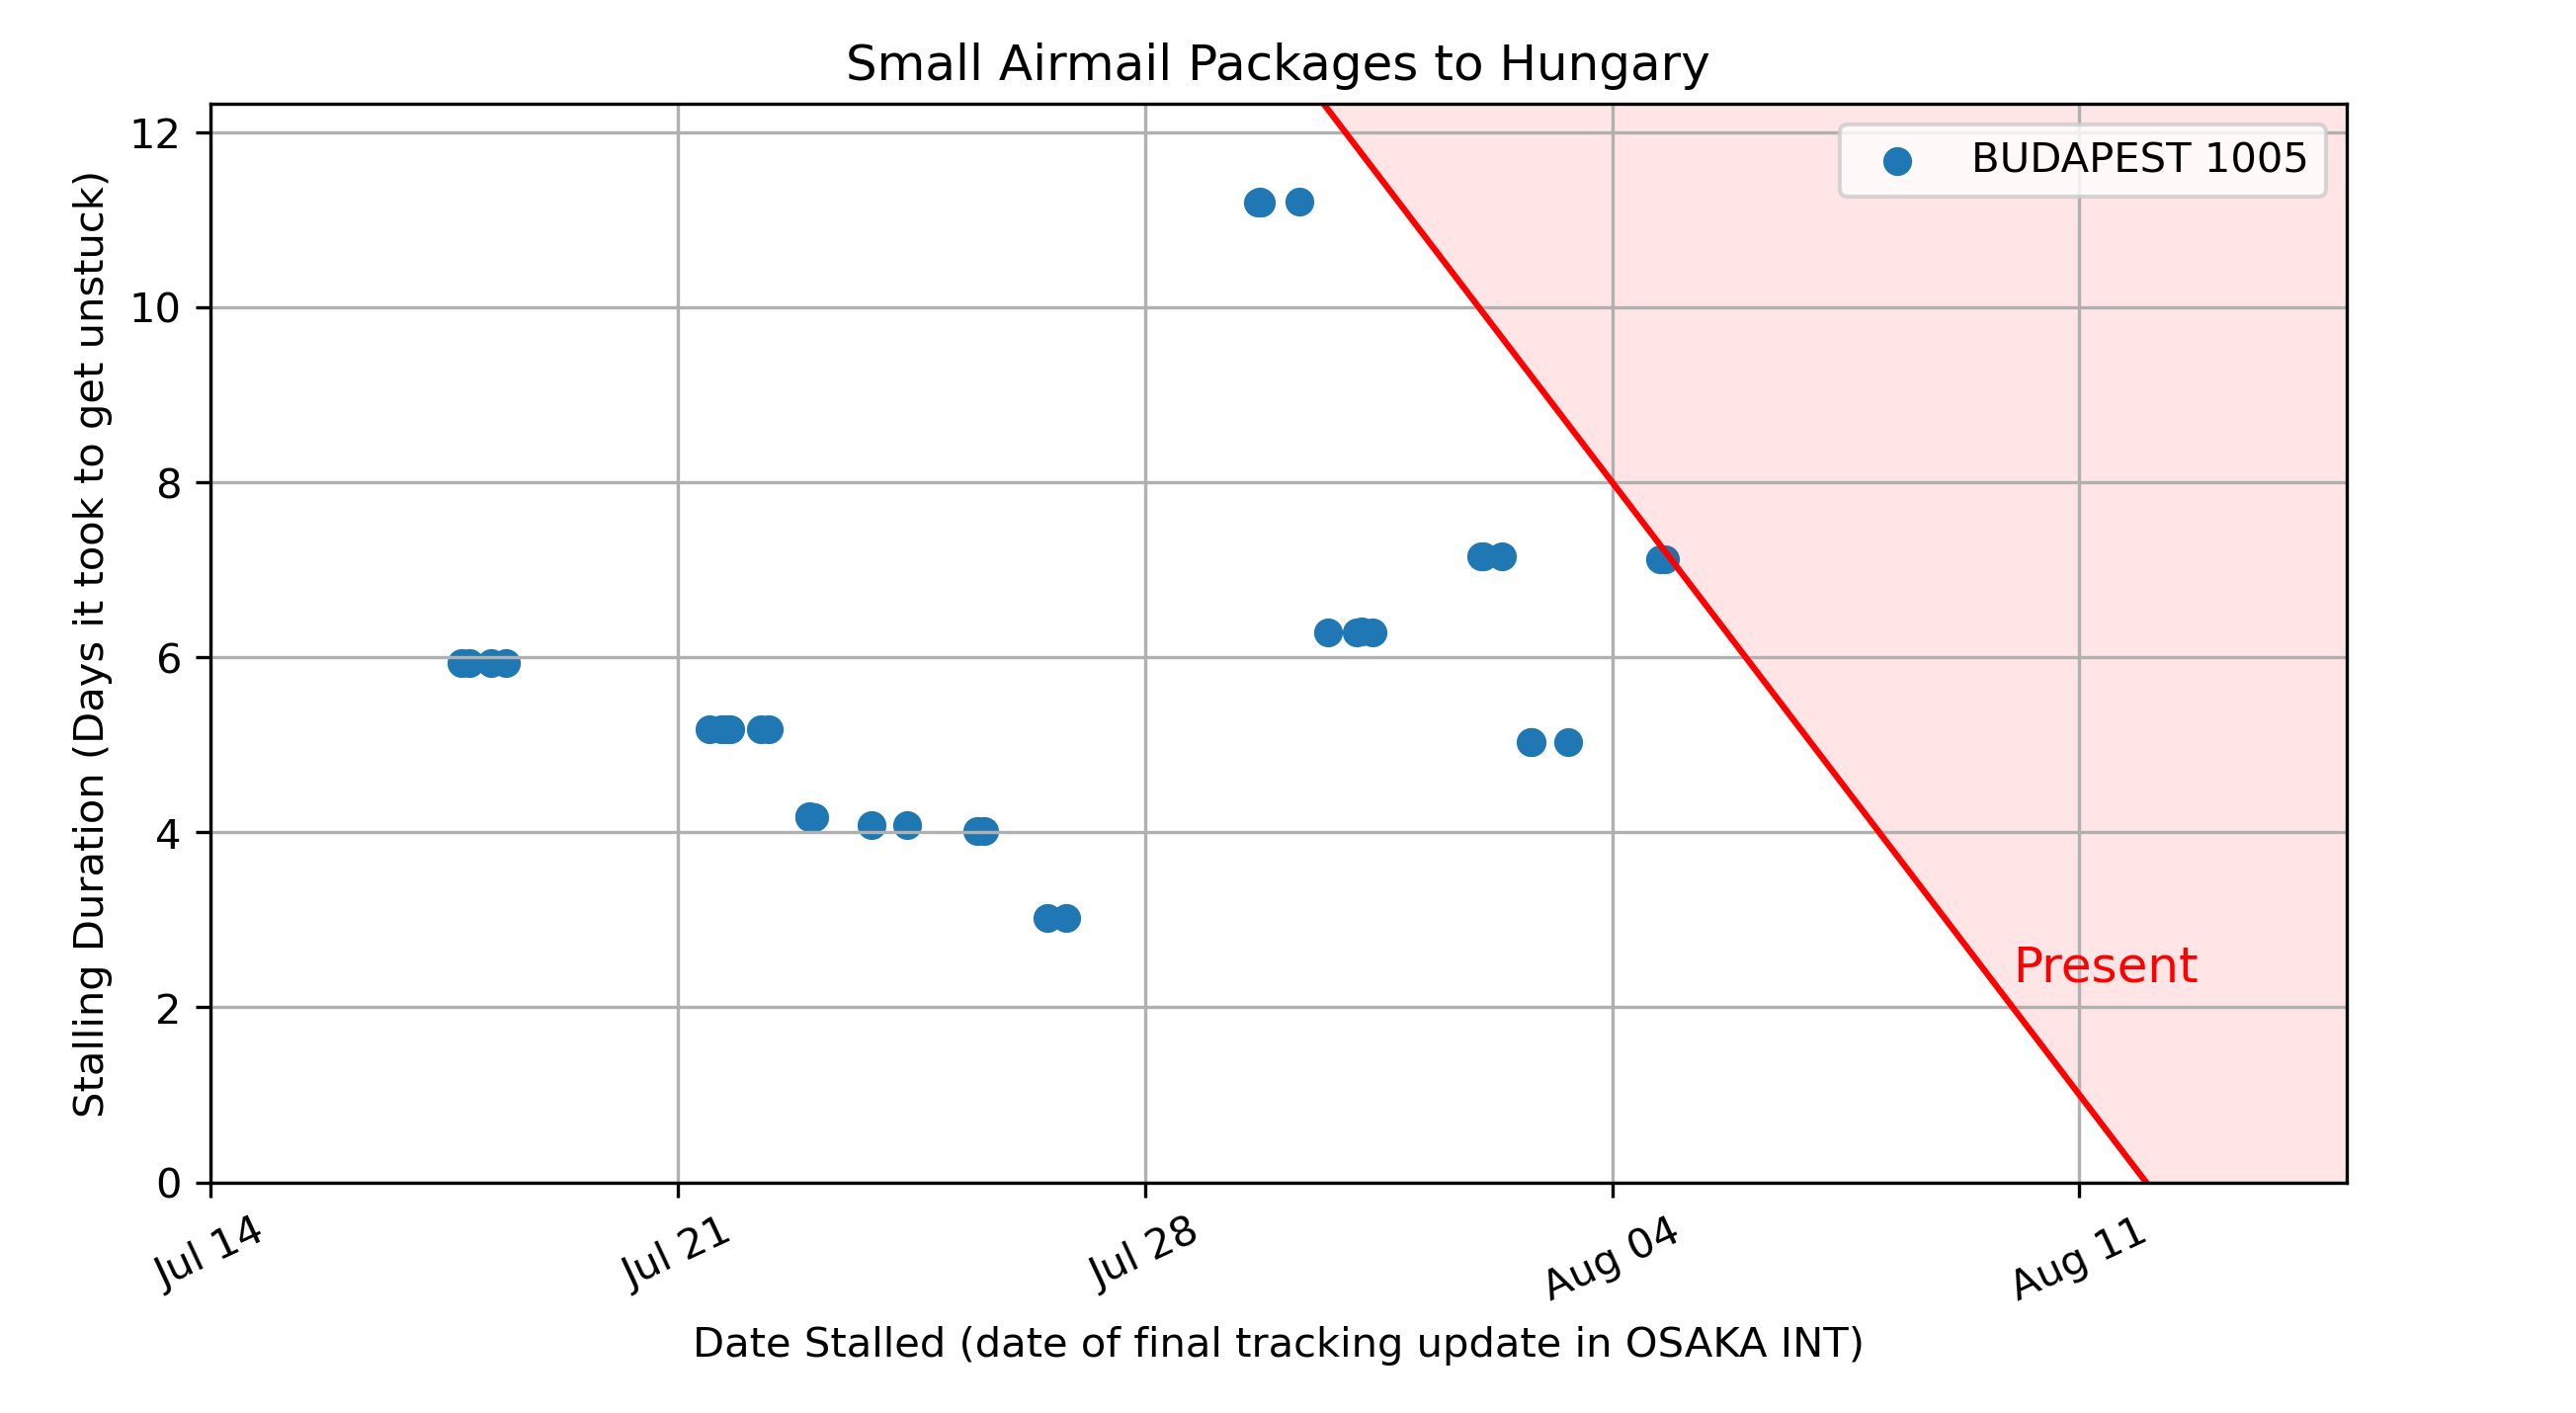 Small Airmail Packages to Hungary
BUDAPEST 1005
Stalling Duration (Days it took to get unstuck)
12
10
8
6
4
2
0
Present
Jul 14
Jul 21
Jul 28
Aug 04
Aug 11
Date Stalled (date of final tracking update in OSAKA INT)